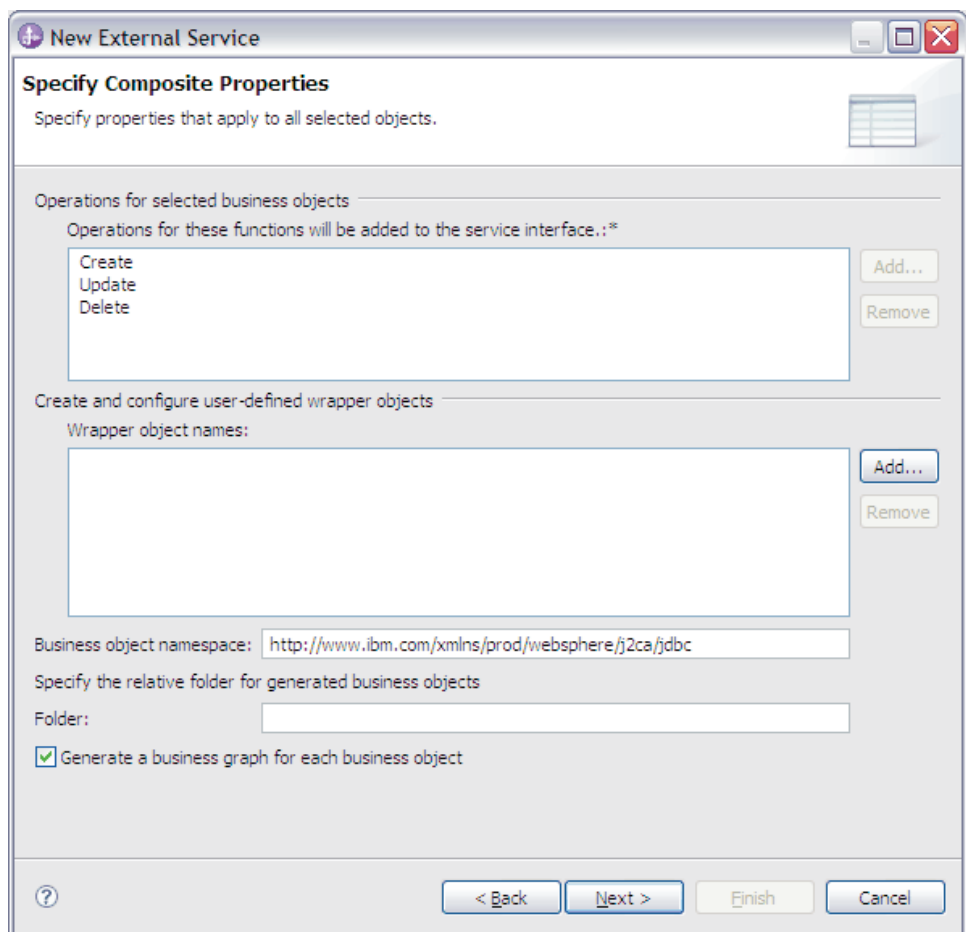 New External Service
Specify Composite Properties
Specify properties that apply to all selected objects.
Operations for selected business objects
Operations for these functions will be added to the service interface.:*
Create
Update
Delete
Add...
Remove
Create and configure user-defined wrapper objects
Wrapper object names:
Add...
Remove
Business object namespace: http://www.ibm.com/xmlns/prod/websphere/j2ca/jdbc
Specify the relative folder for generated business objects
Folder:
Generate a business graph for each business object
? < Back Next > Finish Cancel